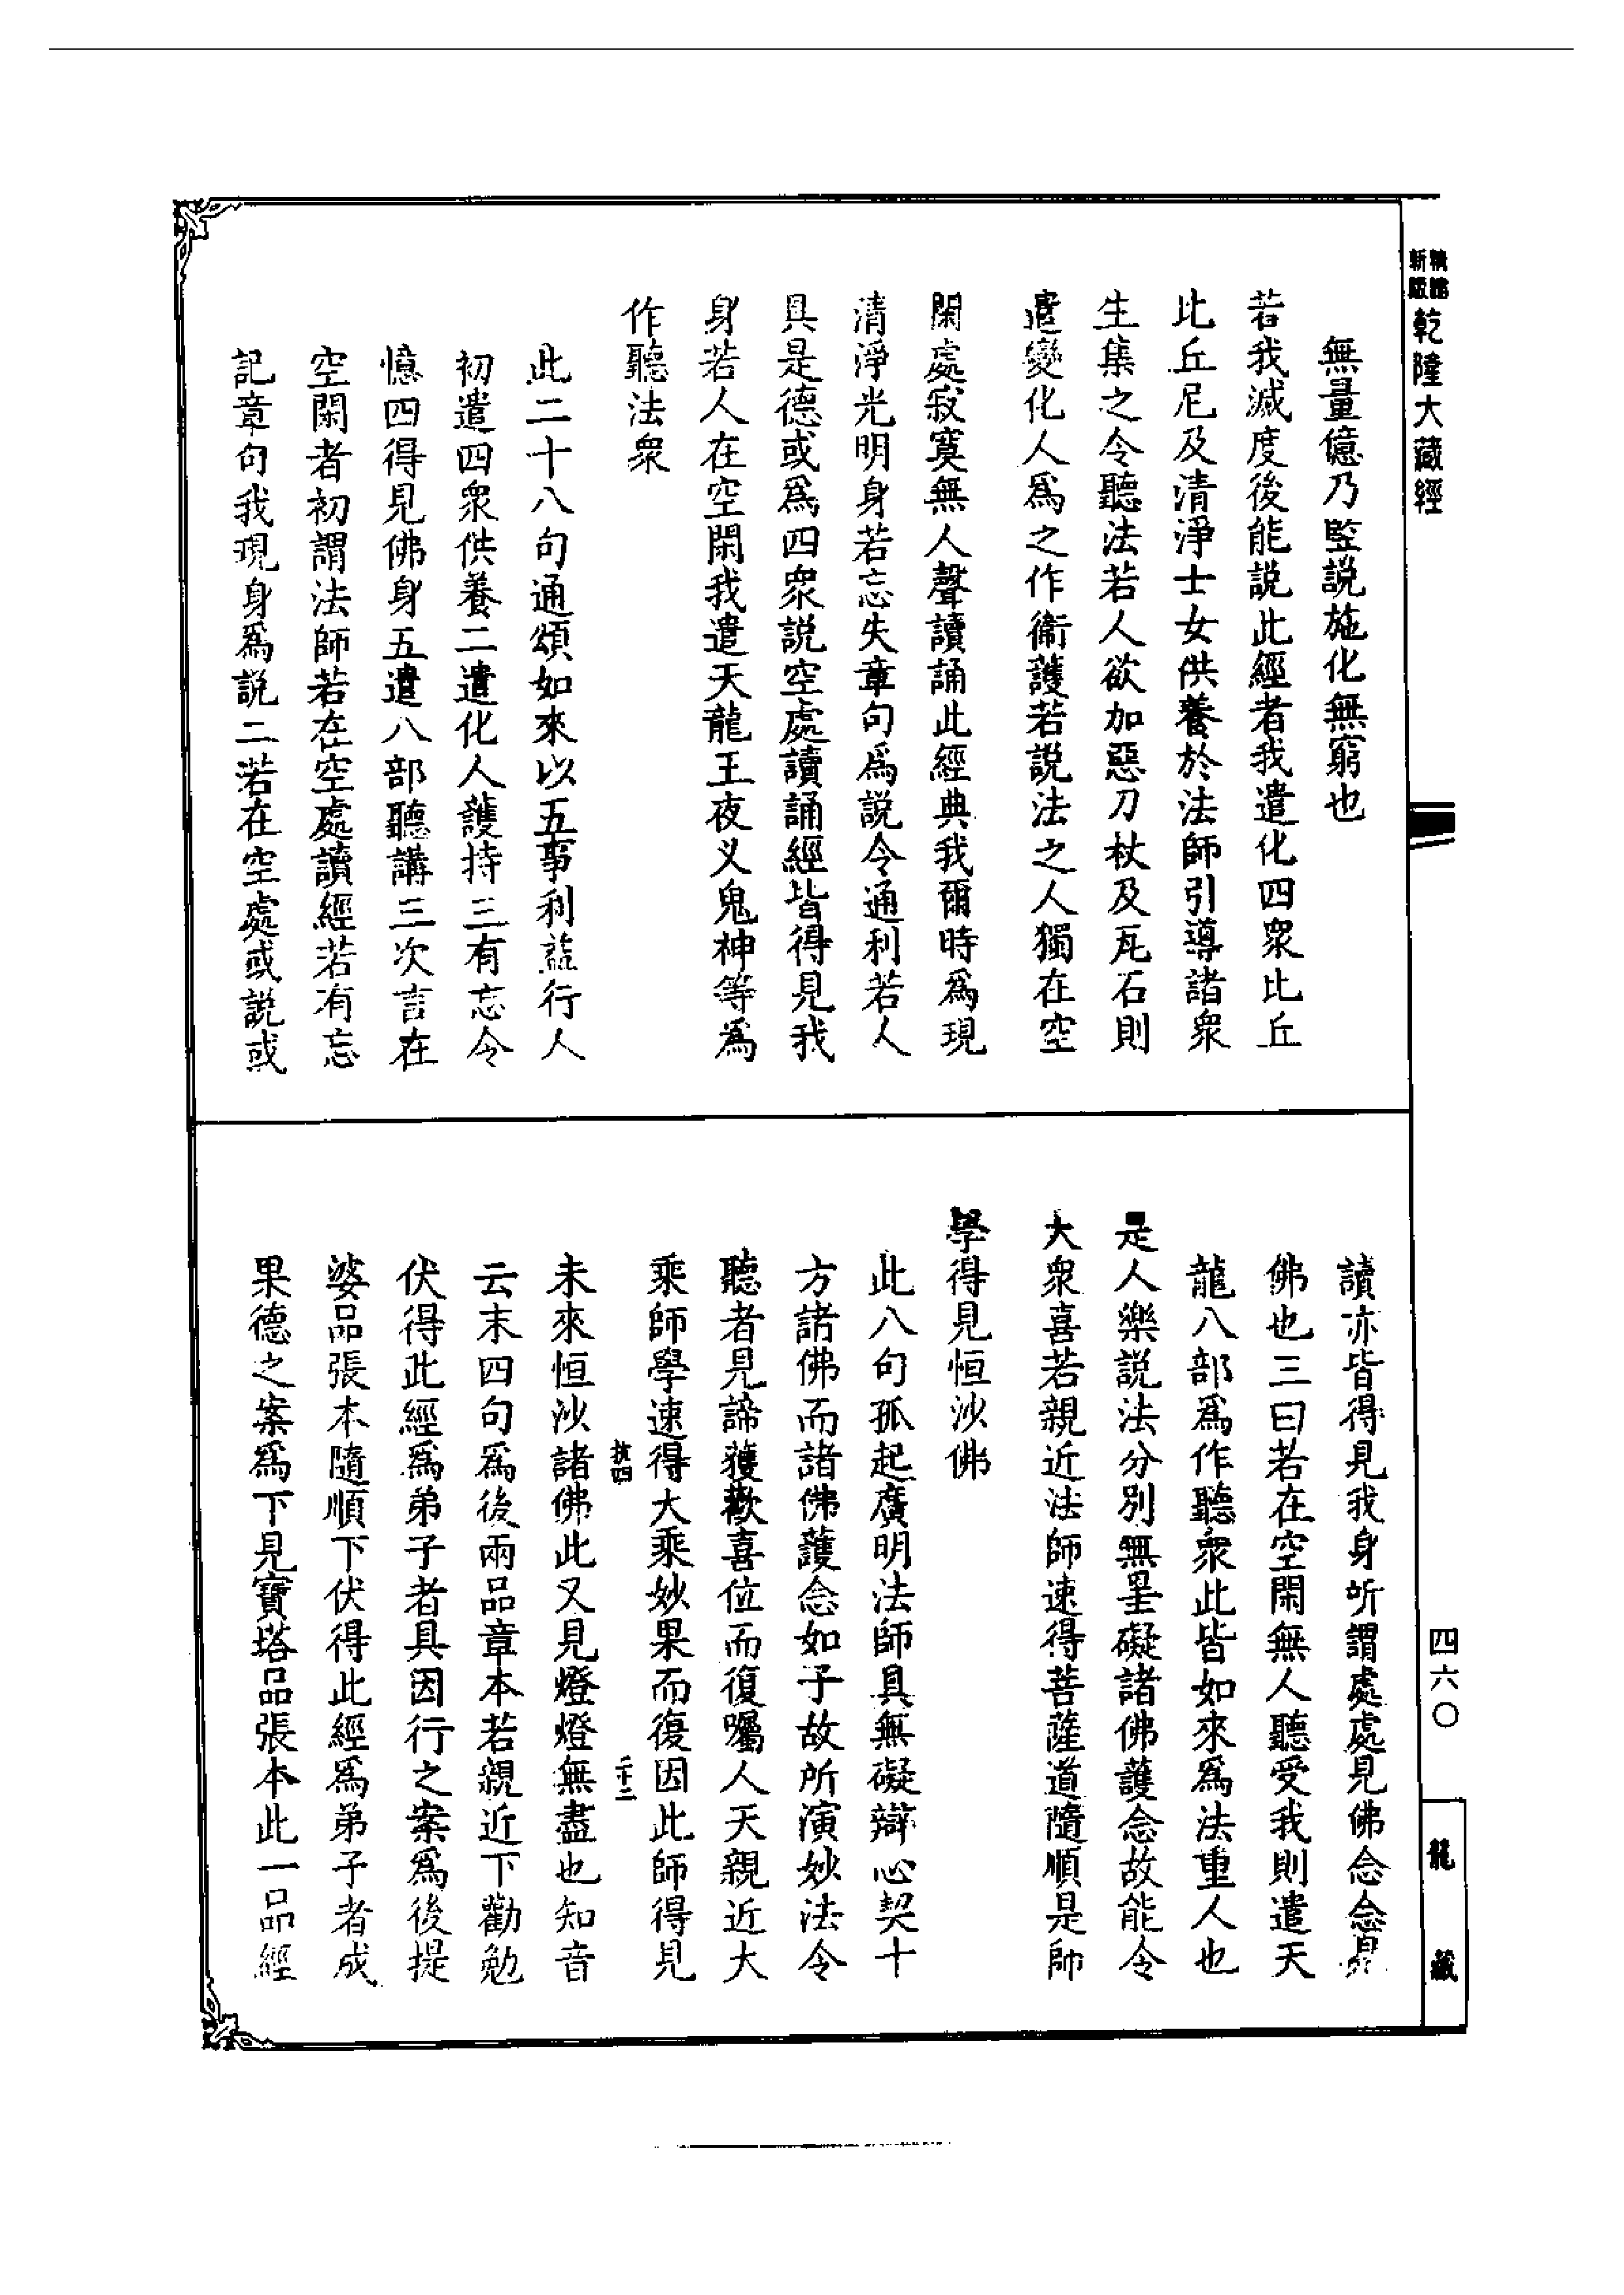 精縮
新版
乾隆大藏經
無量億乃監説施化無窮也
若我滅度後能説此經者我遣化四衆比丘
比丘尼及清淨士女供養於法師引導諸衆
生集之令聽法若人欲加惡刀杖及瓦石則
遣變化人爲之作衞護若説法之人獨在空
閑處寂寞無人聲讀誦此經典我爾時爲現
清淨光明身若忘失章句爲説令通利若人
具是德或爲四衆説空處讀誦經皆得見我
身若人在空閑我遣天龍王夜义鬼神等爲
作聽法衆
此二十八句通頌如來以五事利益行人
初遣四衆供養二遣化人護持三有忘令
憶四得見佛身五遣八部聽講三次言在
空閑者初謂法師若在空處讀經若有忘
記章句我現身爲説二若在空處或説或
讀亦皆得見我身所謂處處見佛念念見
佛也三曰若在空閑無人聽受我則遣天
龍八部爲作聽衆此皆如來爲法重人也
是人樂説法分別無罣礙諸佛護念故能令
大衆喜若親近法師速得菩薩道隨順是師
學得見恒沙佛
此八句孤起廣明法師具無礙辯心契十
方諸佛而諸佛護念如子故所演妙法令
聽者見諦獲歡喜位而復囑人天親近大
乘師學速得大乘妙果而復因此師得見
二十二
未來恒沙諸佛此又見燈燈無盡也知音
云末四句爲後兩品章本若親近下勸勉
伏得此經爲弟子者具因行之案爲後提
婆品張本隨順下伏得此經爲弟子者成
果德之案爲下見寶塔品張本此一品經
四六〇
龍藏